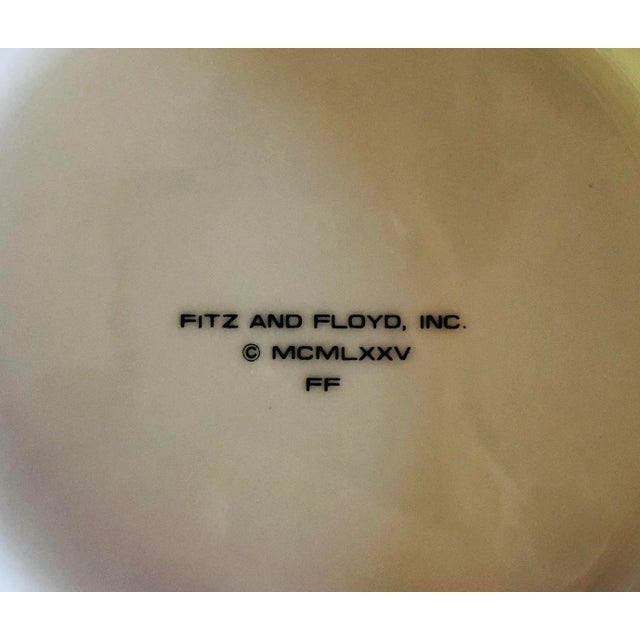 FITZ AND FLOYD, INC.
© MCMLXXV
FF